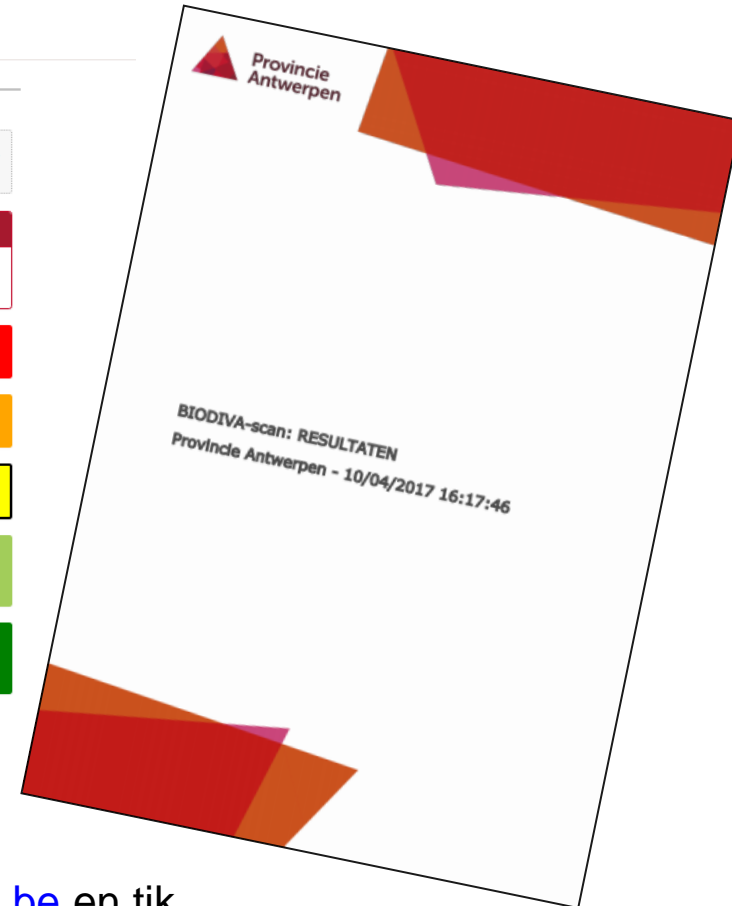 Provincie
Antwerpen
BIODIVA-scan: RESULTATEN
Provincie Antwerpen - 10/04/2017 16:17:46
be en tik